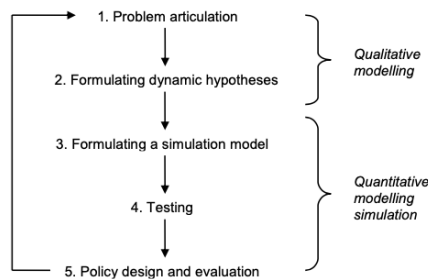 1. Problem articulation
Qualitative
modelling
2. Formulating dynamic hypotheses
3. Formulating a simulation model
Quantitative
modelling
simulation
4. Testing
5. Policy design and evaluation